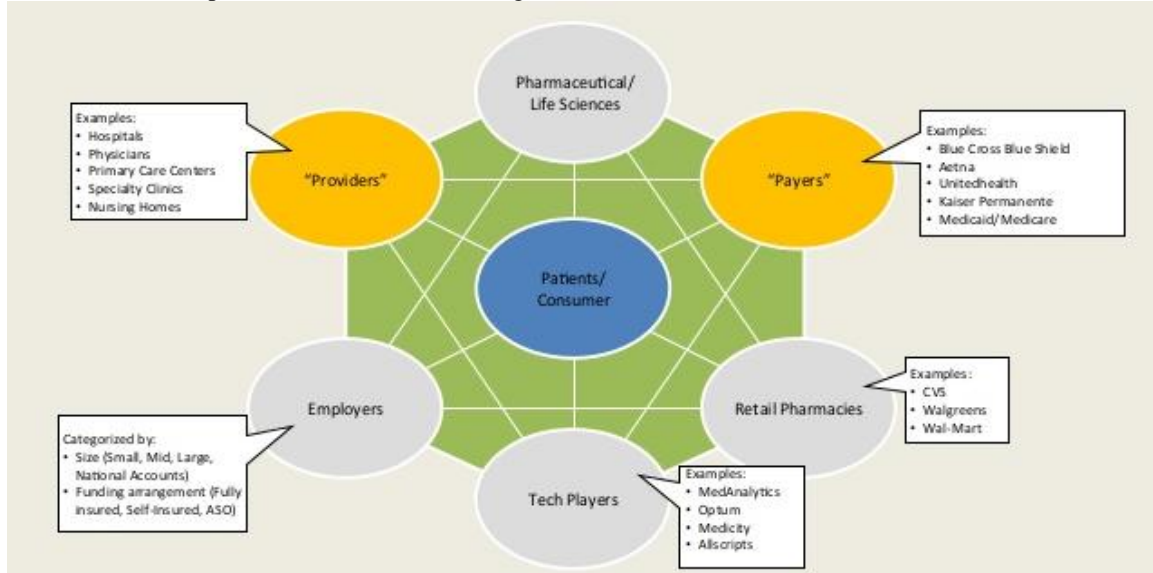 Pharmaceutical/
Life Sciences
Examples:
• Hospitals
• Physicians
• Primary Care Centers
• Specialty Clinics
• Nursing Homes
"Providers"
"Payers"
Examples:
• Blue Cross Blue Shield
• Aetna
• Unitedhealth
• Kaiser Permanente
• Medicaid/Medicare
Patients/
Consumer
Employers
Retail Pharmacies
Examples:
• CVS
• Walgreens
• Wal-Mart
Categorized by:
• Size (Small, Mid, Large,
National Accounts)
• Funding arrangement (Fully
insured, Self-Insured, ASO)
Tech Players
Examples:
• MedAnalytics
• Optum
• Medicity
• Allscripts